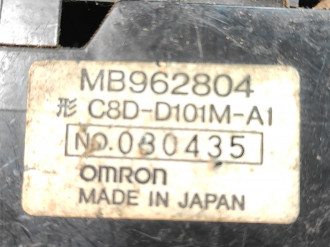 MB962804
形 C8D-D101M-A1
NO.080435
OMRON
MADE IN JAPAN